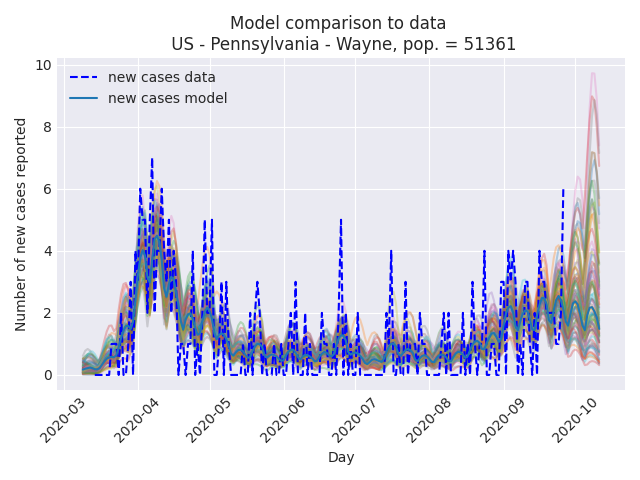 Model comparison to data
US - Pennsylvania - Wayne, pop. = 51361
new cases data
new cases model
Number of new cases reported
10
8
6
4
2
0
2020-03
2020-04
2020-05
2020-06
2020-07
2020-08
2020-09
2020-10
Day